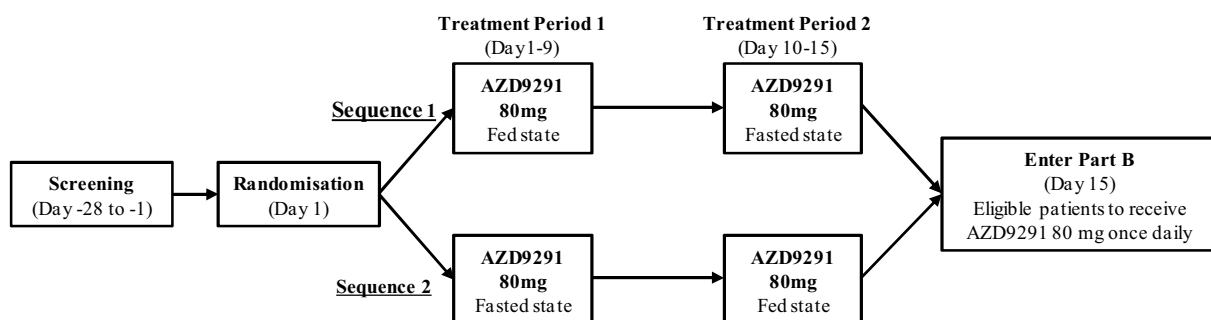 Treatment Period 1
(Day1-9)
Treatment Period 2
(Day 10-15)
Sequence 1
AZD9291
80mg
Fed state
AZD9291
80mg
Fasted state
Screening
(Day -28 to -1)
Randomisation
(Day 1)
Enter Part B
(Day 15)
Eligible patients to receive
AZD9291 80 mg once daily
Sequence 2
AZD9291
80mg
Fasted state
AZD9291
80mg
Fed state